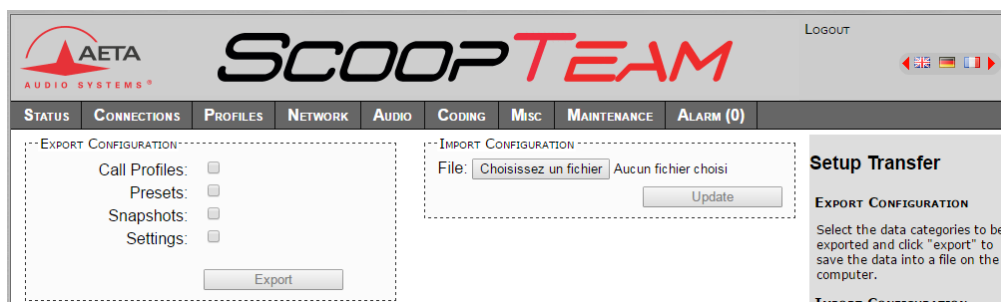 AETA
AUDIO SYSTEMS®
SCOOPTEAM
LOGOUT
STATUS CONNECTIONS PROFILES NETWORK AUDIO CODING MISC MAINTENANCE ALARM (0)
EXPORT CONFIGURATION
Call Profiles:
Presets:
Snapshots:
Settings:
Export
IMPORT CONFIGURATION
File: Choisissez un fichier Aucun fichier choisi
Update
Setup Transfer
EXPORT CONFIGURATION
Select the data categories to be
exported and click "export" to
save the data into a file on the
computer.
IMPORT CONFIGURATION